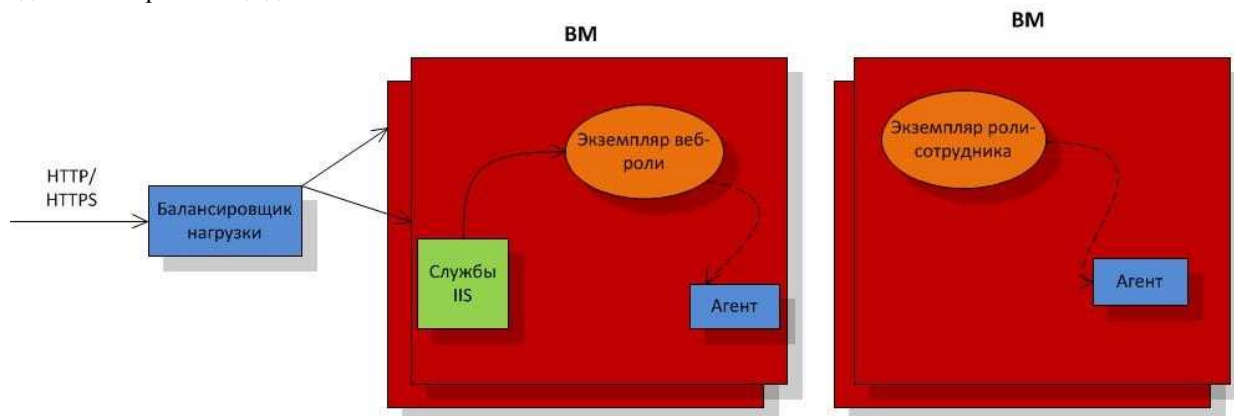 ВМ
ВМ
HTTP/
HTTPS
Балансировщик
нагрузки
Службы
IIS
Экземпляр веб-
роли
Агент
Экземпляр роли-
сотрудника
Агент